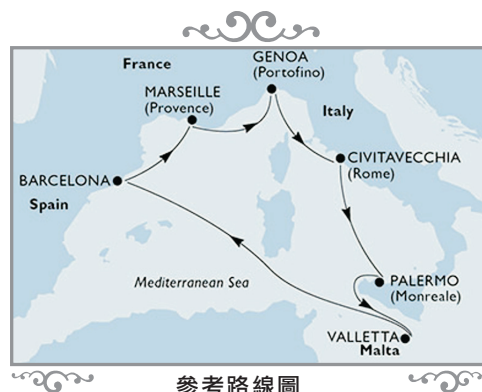 France
GENOA
(Portofino)
MARSEILLE
(Provence)
Italy
CIVITAVECCHIA
(Rome)
BARCELONA
Spain
Mediterranean Sea
PALERMO
(Monreale)
VALLETTA
Malta
參考路線圖